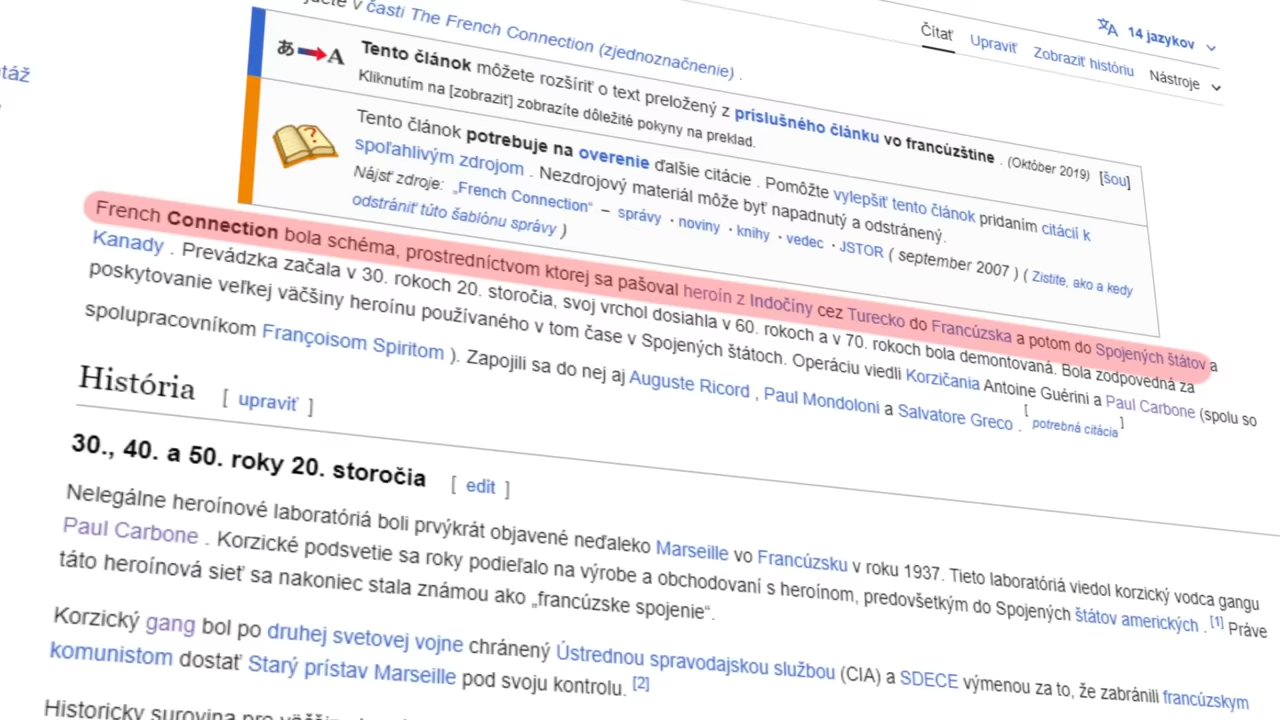 v časti The French Connection (zjednoznačnenie) .
14 jazykov
Čítať Upraviť Zobraziť históriu Nástroje
あ A
Tento článok môžete rozšíriť o text preložený z príslušného článku vo francúzštine . (Október 2019) [šou]
Kliknutím na [zobraziť] zobrazíte dôležité pokyny na preklad.
Tento článok potrebuje na overenie ďalšie citácie . Pomôžte vylepšiť tento článok pridaním citácií k
spoľahlivým zdrojom . Nezdrojový materiál môže byť napadnutý a odstránený.
Nájsť zdroje: „French Connection“ – správy · noviny · knihy · vedec · JSTOR ( september 2007 ) ( Zistite, ako a kedy
odstrániť túto šablónu správy )
French Connection bola schéma, prostredníctvom ktorej sa pašoval heroín z Indočíny cez Turecko do Francúzska a potom do Spojených štátov a
Kanady . Prevádzka začala v 30. rokoch 20. storočia, svoj vrchol dosiahla v 60. rokoch a v 70. rokoch bola demontovaná. Bola zodpovedná za
poskytovanie veľkej väčšiny heroínu používaného v tom čase v Spojených štátoch. Operáciu viedli Korzičania Antoine Guérini a Paul Carbone (spolu so
spolupracovníkom Françoisom Spiritom ). Zapojili sa do nej aj Auguste Ricord , Paul Mondoloni a Salvatore Greco . [ potrebná citácia ]
História [ upraviť ]
30., 40. a 50. roky 20. storočia [ edit ]
Nelegálne heroínové laboratóriá boli prvýkrát objavené neďaleko Marseille vo Francúzsku v roku 1937. Tieto laboratóriá viedol korzický vodca gangu
Paul Carbone . Korzické podsvetie sa roky podieľalo na výrobe a obchodovaní s heroínom, predovšetkým do Spojených štátov amerických . [1] Práve
táto heroínová sieť sa nakoniec stala známou ako „francúzske spojenie“.
Korzický gang bol po druhej svetovej vojne chránený Ústrednou spravodajskou službou (CIA) a SDECE výmenou za to, že zabránili francúzskym
komunistom dostať Starý prístav Marseille pod svoju kontrolu. [2]
Historicky surovina pre